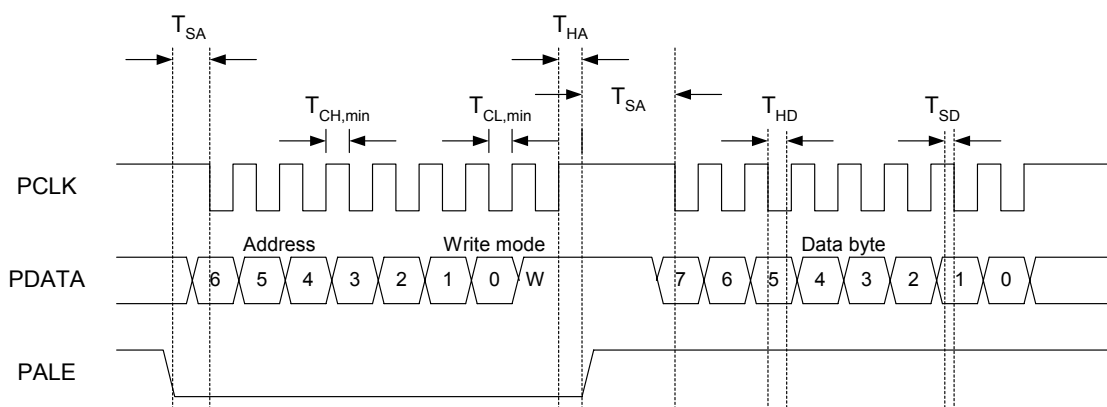 T_SA T_HA
T_SA
T_CH,min T_CL,min T_HD T_SD
PCLK
Address Write mode Data byte
PDATA 6 5 4 3 2 1 0 W 7 6 5 4 3 2 1 0
PALE